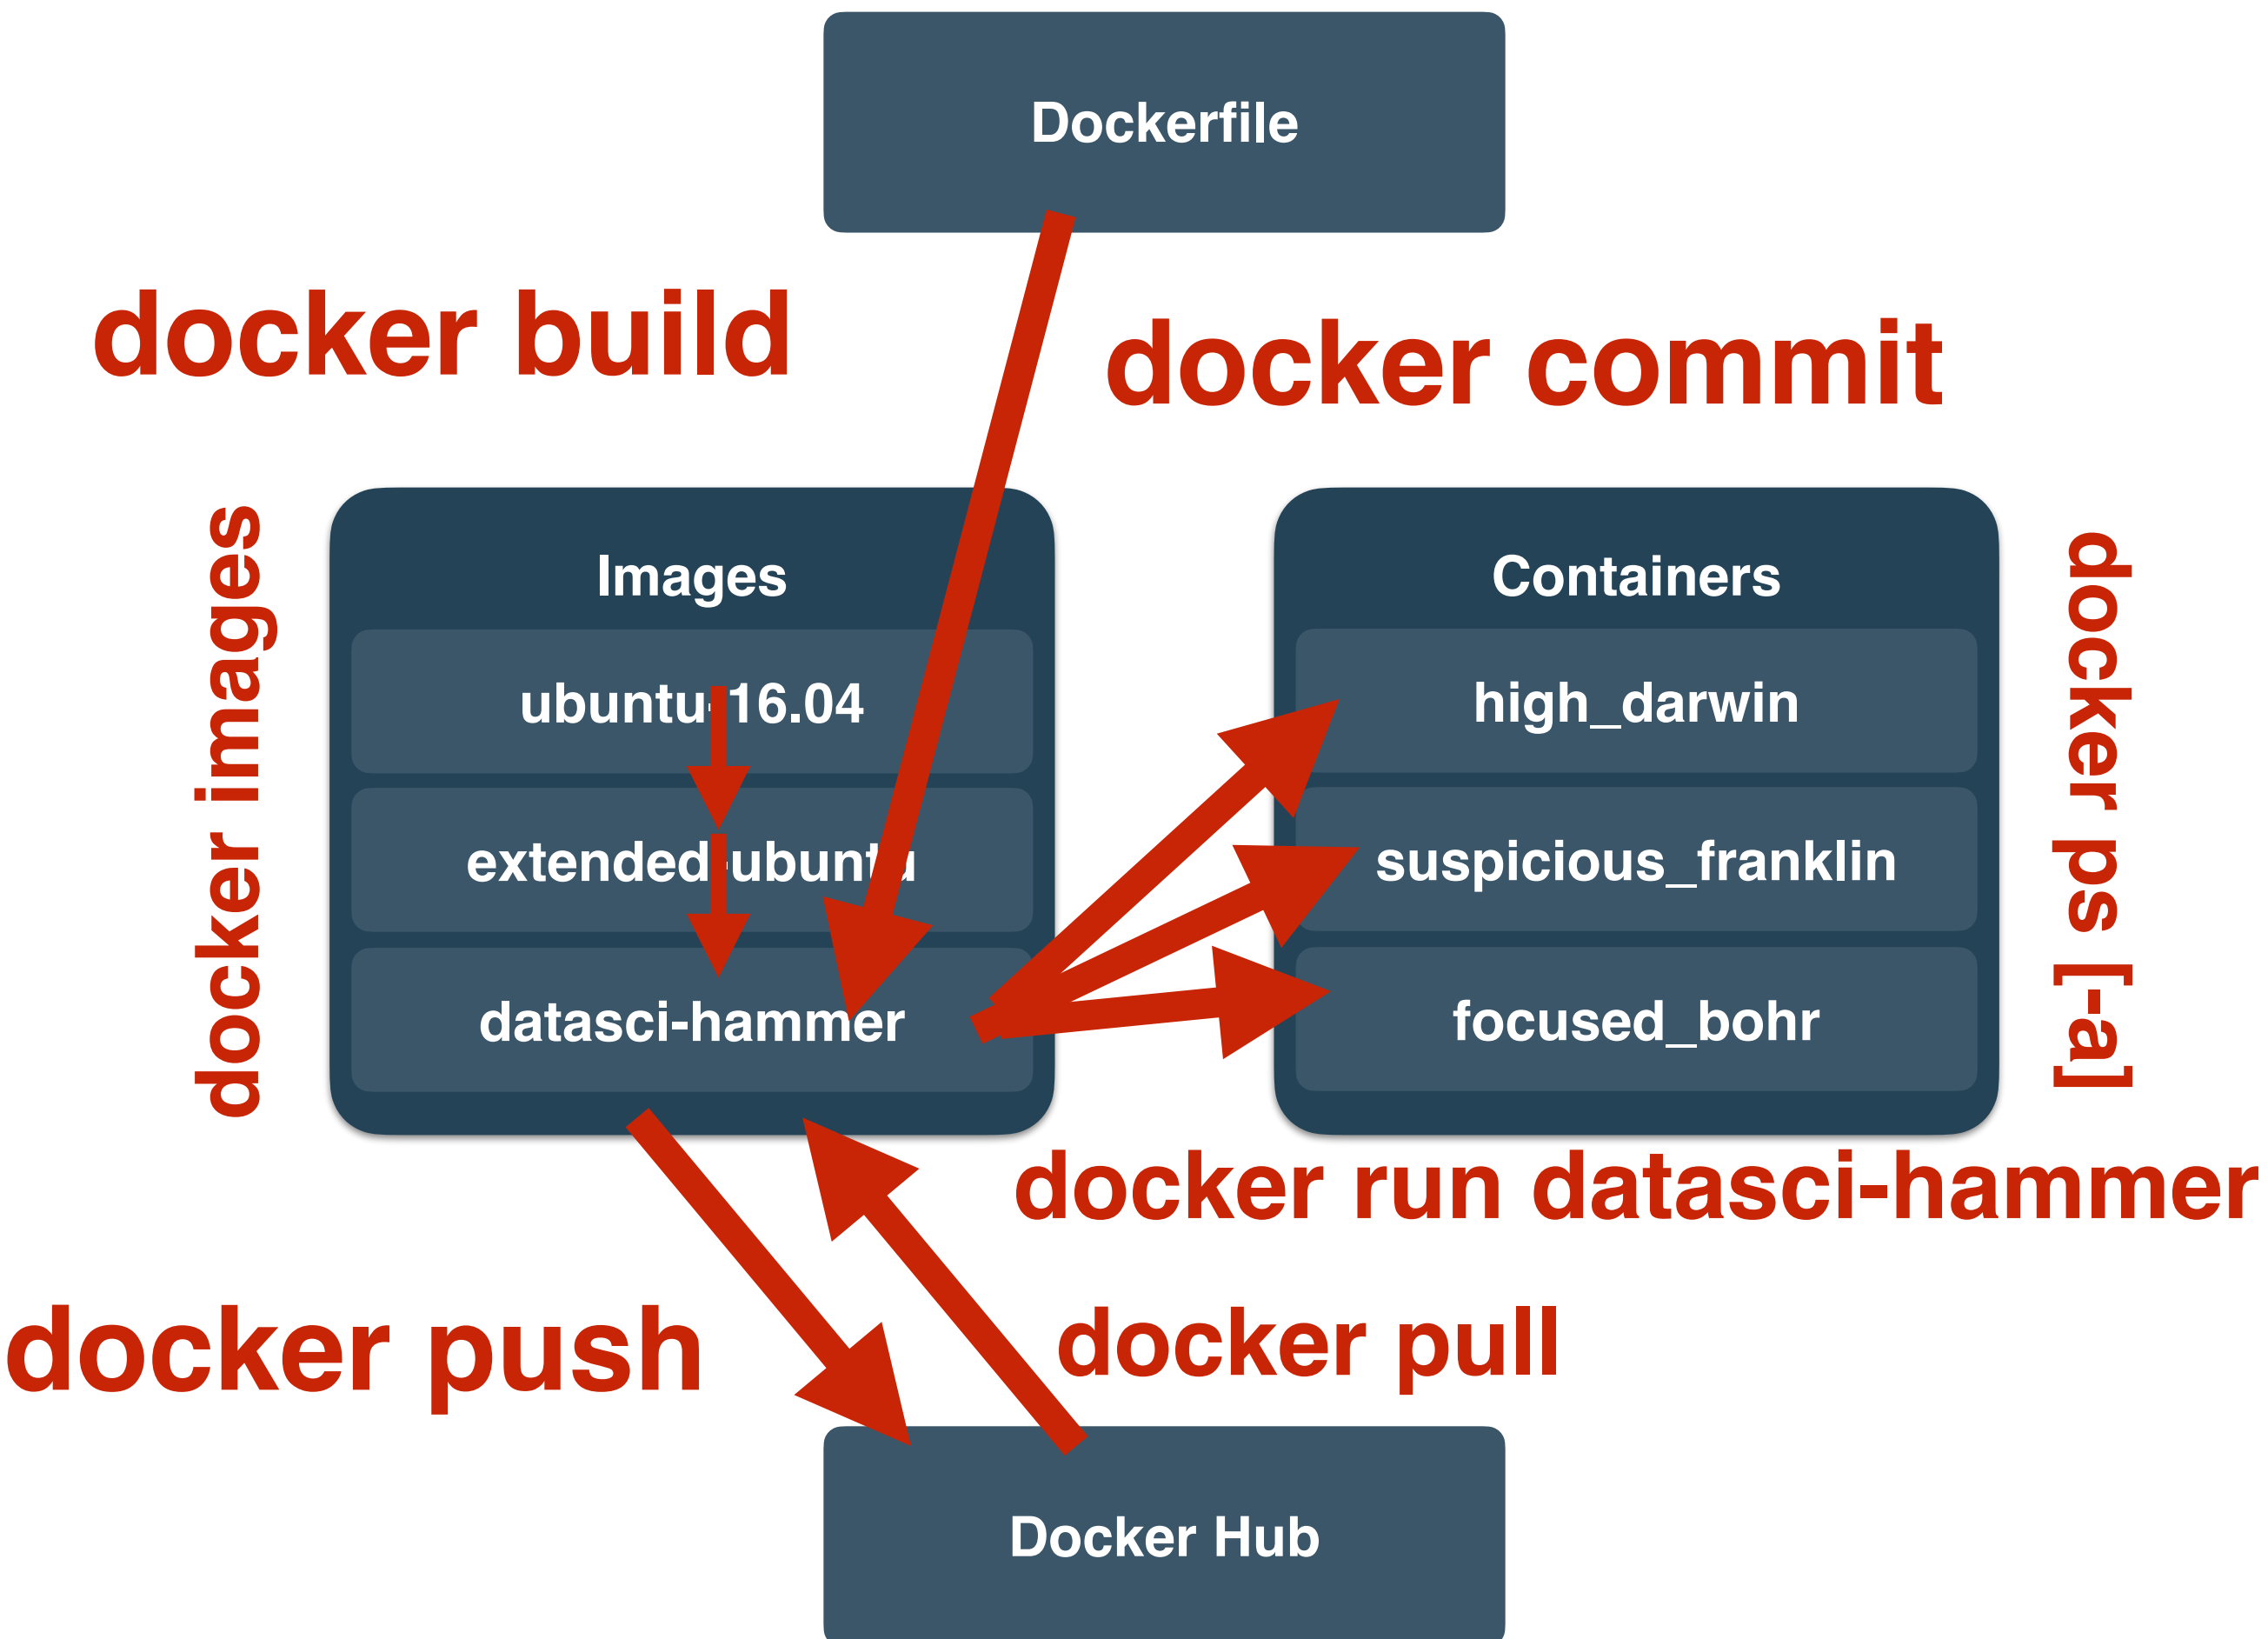 Dockerfile
docker build
docker commit
docker images
Images
ubuntu-16.04
extended-ubuntu
datasci-hammer
Containers
high_darwin
suspicious_franklin
focused_bohr
docker ps [-a]
docker run datasci-hammer
docker push
docker pull
Docker Hub